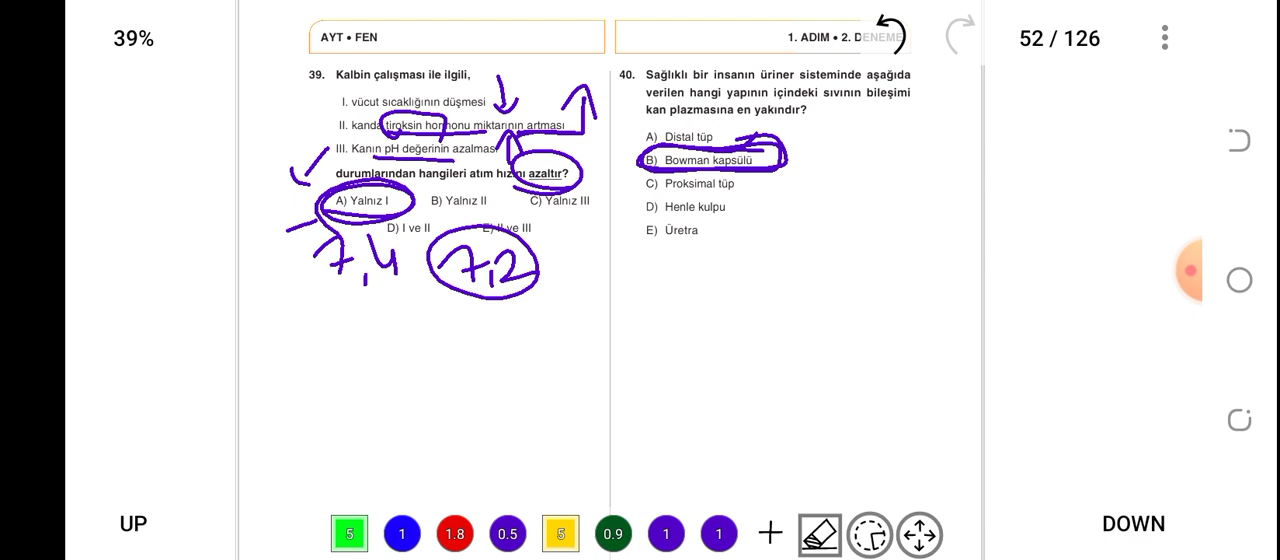 39%
AYT • FEN
1. ADIM • 2. DENEME
52 / 126
39. Kalbin çalışması ile ilgili,
I. vücut sıcaklığının düşmesi
II. kanda tiroksin hormonu miktarının artması
III. Kanın pH değerinin azalması
durumlarından hangileri atım hızını azaltır?
A) Yalnız I B) Yalnız II C) Yalnız III
D) I ve II E) II ve III
7,4 7,2
40. Sağlıklı bir insanın üriner sisteminde aşağıda
verilen hangi yapının içindeki sıvının bileşimi
kan plazmasına en yakındır?
A) Distal tüp
B) Bowman kapsülü
C) Proksimal tüp
D) Henle kulpu
E) Üretra
UP
5 1 1.8 0.5 5 0.9 1 1
DOWN